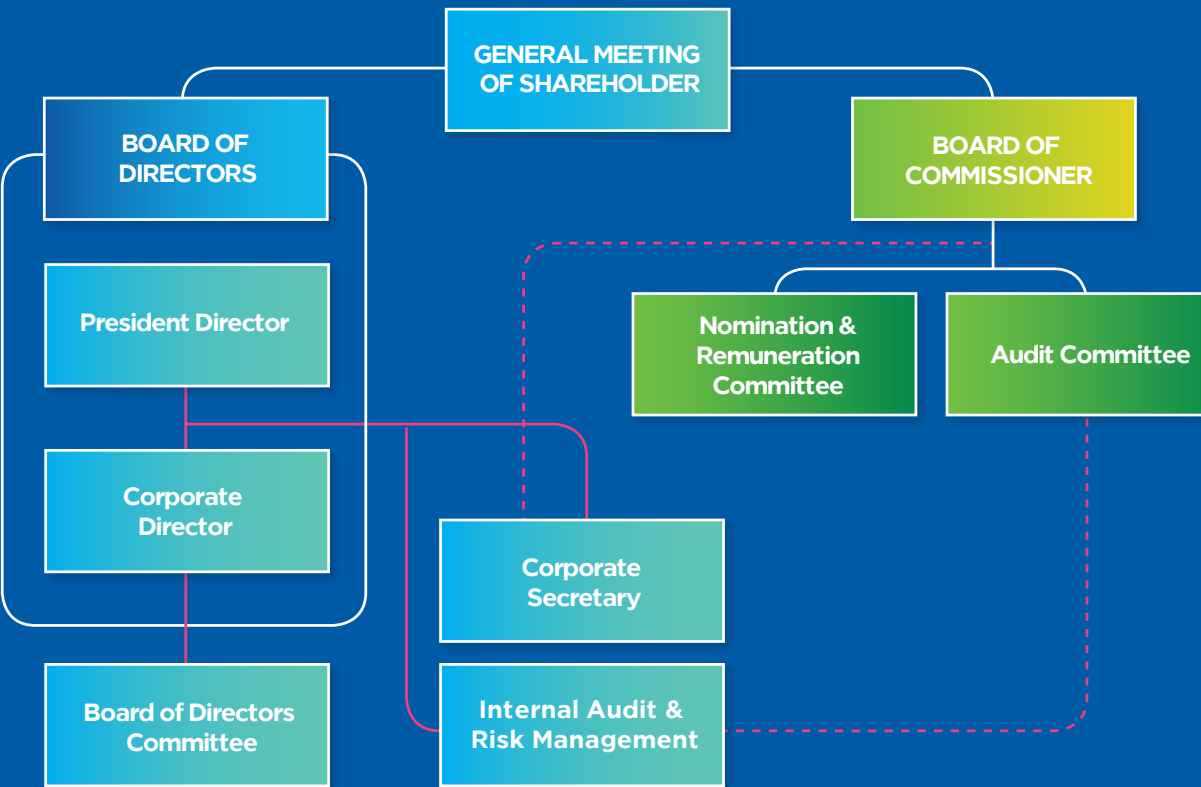 GENERAL MEETING
OF SHAREHOLDER
BOARD OF
DIRECTORS
BOARD OF
COMMISSIONER
President Director
Nomination &
Remuneration
Committee
Audit Committee
Corporate
Director
Corporate
Secretary
Board of Directors
Committee
Internal Audit &
Risk Management